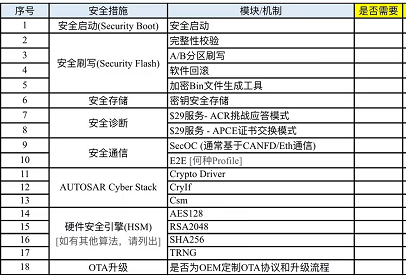 序号 安全措施 模块/机制 是否需要
1 安全启动(Security Boot) 安全启动
2 安全刷写(Security Flash) 完整性校验
3 A/B分区刷写
4 软件回滚
5 加密Bin文件生成工具
6 安全存储 密钥安全存储
7 安全诊断 $29服务- ACR挑战应答模式
8 $29服务 - APCE证书交换模式
9 安全通信 SecOC (通常基于CANFD/Eth通信)
10 E2E [何种Profile]
11 AUTOSAR Cyber Stack Crypto Driver
12 CryIf
13 Csm
14 硬件安全引擎(HSM) AES128
15 [如有其他算法，请列出] RSA2048
16 SHA256
17 TRNG
18 OTA升级 是否为OEM定制OTA协议和升级流程